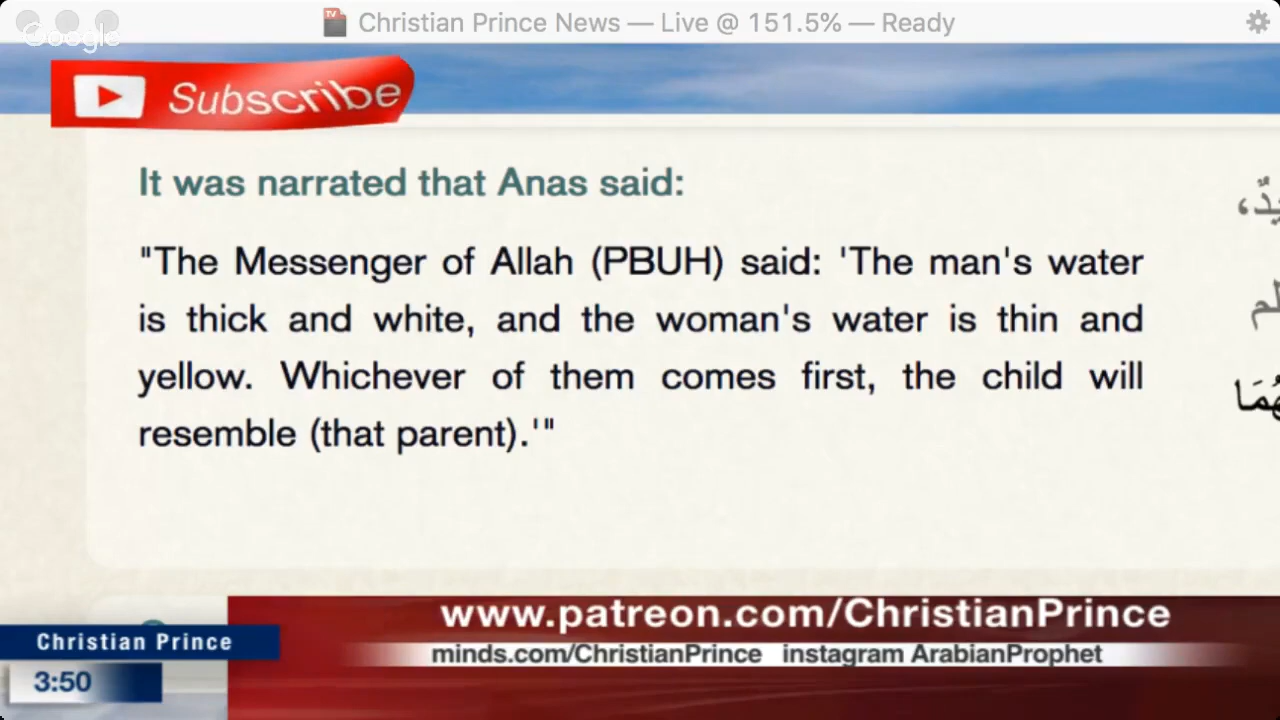 Christian Prince News — Live @ 151.5% — Ready
Google
Subscribe
It was narrated that Anas said:
"The Messenger of Allah (PBUH) said: 'The man's water
is thick and white, and the woman's water is thin and
yellow. Whichever of them comes first, the child will
resemble (that parent).'"
www.patreon.com/ChristianPrince
Christian Prince
minds.com/ChristianPrince instagram ArabianProphet
3:50